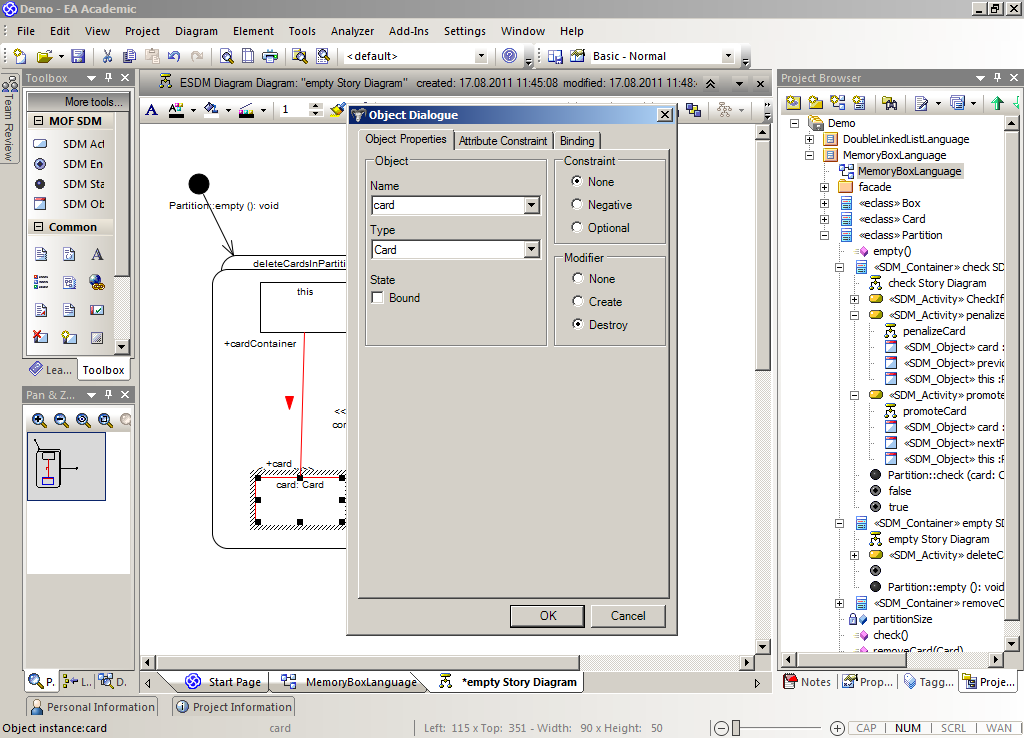 Demo - EA Academic
File Edit View Project Diagram Element Tools Analyzer Add-Ins Settings Window Help
<default>
Basic - Normal
Team Review
Toolbox
More tools...
MOF SDM
SDM Act
SDM En
SDM Sta
SDM Ob
Common
Lea...
Toolbox
Pan & Z...
P.
L..
D.
ESDM Diagram Diagram: "empty Story Diagram" created: 17.08.2011 11:45:08 modified: 17.08.2011 11:48:
A
1
Partition::empty (): void
deleteCardsInPartiti
this
+cardContainer
<<
cor
+card
card: Card
Object Dialogue
Object Properties
Attribute Constraint
Binding
Object
Name
card
Type
Card
State
Bound
Constraint
None
Negative
Optional
Modifier
None
Create
Destroy
OK
Cancel
Start Page
MemoryBoxLanguage
*empty Story Diagram
Project Browser
Demo
DoubleLinkedListLanguage
MemoryBoxLanguage
MemoryBoxLanguage
facade
«eclass» Box
«eclass» Card
«eclass» Partition
empty()
«SDM_Container» check SD
check Story Diagram
«SDM_Activity» CheckIf
«SDM_Activity» penalize
penalizeCard
«SDM_Object» card :
«SDM_Object» previo
«SDM_Object» this :P
«SDM_Activity» promote
promoteCard
«SDM_Object» card :
«SDM_Object» nextP
«SDM_Object» this :P
Partition::check (card: C
false
true
«SDM_Container» empty SD
empty Story Diagram
«SDM_Activity» deleteC
Partition::empty (): void
«SDM_Container» removeC
partitionSize
check()
removeCard(Card)
Notes
Prop...
Tagg...
Proje...
Personal Information
Project Information
Object instance:card
card
Left: 115 x Top: 351 - Width: 90 x Height: 50
CAP NUM SCRL WAN